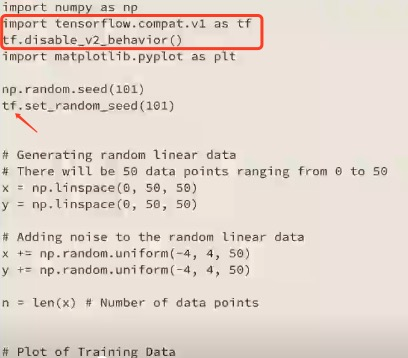 import numpy as np
import tensorflow.compat.v1 as tf
tf.disable_v2_behavior()
import matplotlib.pyplot as plt
np.random.seed(101)
tf.set_random_seed(101)
# Generating random linear data
# There will be 50 data points ranging from 0 to 50
x = np.linspace(0, 50, 50)
y = np.linspace(0, 50, 50)
# Adding noise to the random linear data
x += np.random.uniform(-4, 4, 50)
y += np.random.uniform(-4, 4, 50)
n = len(x) # Number of data points
# Plot of Training Data